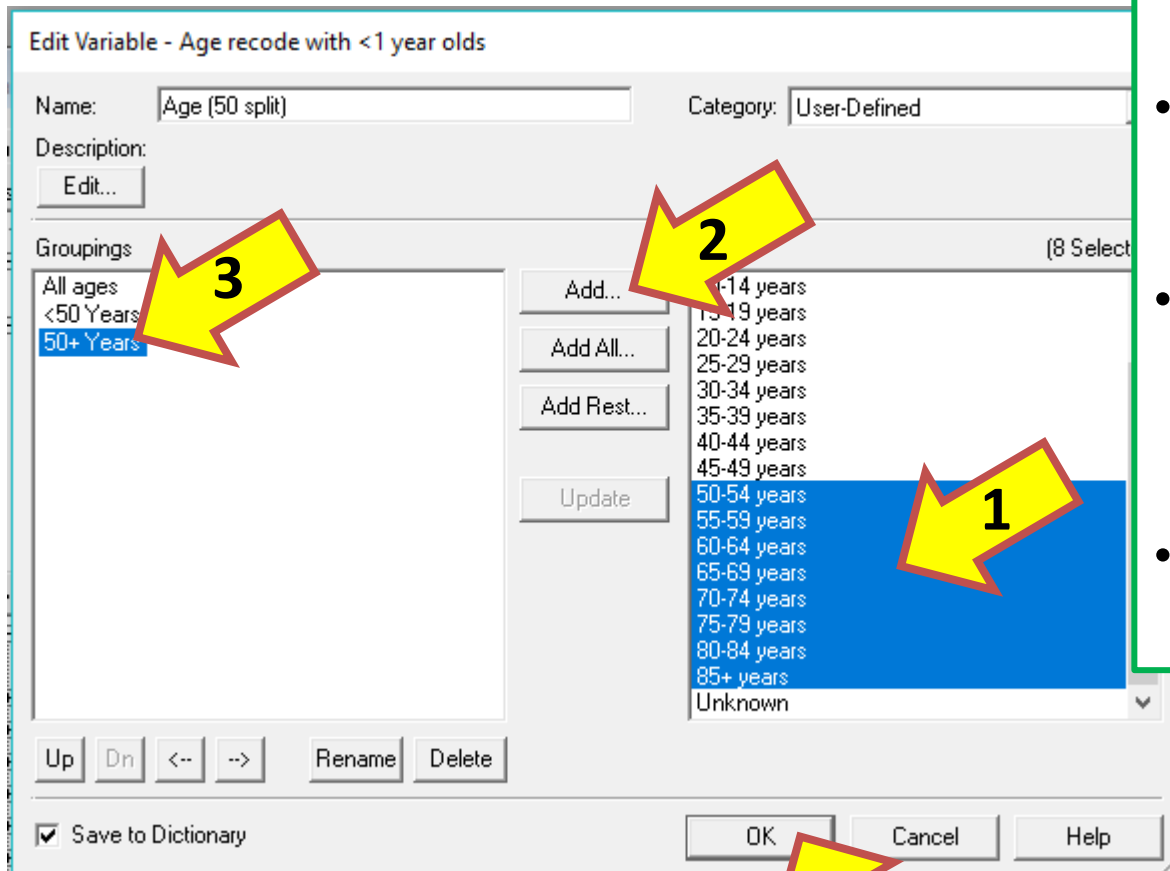 Edit Variable - Age recode with <1 year olds
Name: Age (50 split) Category: User-Defined
Description:
Edit...
Groupings (8 Select
All ages
<50 Years
50+ Years
3
2
1
Add...
Add All...
Add Rest...
Update
-14 years
15-19 years
20-24 years
25-29 years
30-34 years
35-39 years
40-44 years
45-49 years
50-54 years
55-59 years
60-64 years
65-69 years
70-74 years
75-79 years
80-84 years
85+ years
Unknown
Up Dn <-- --> Rename Delete
Save to Dictionary OK Cancel Help